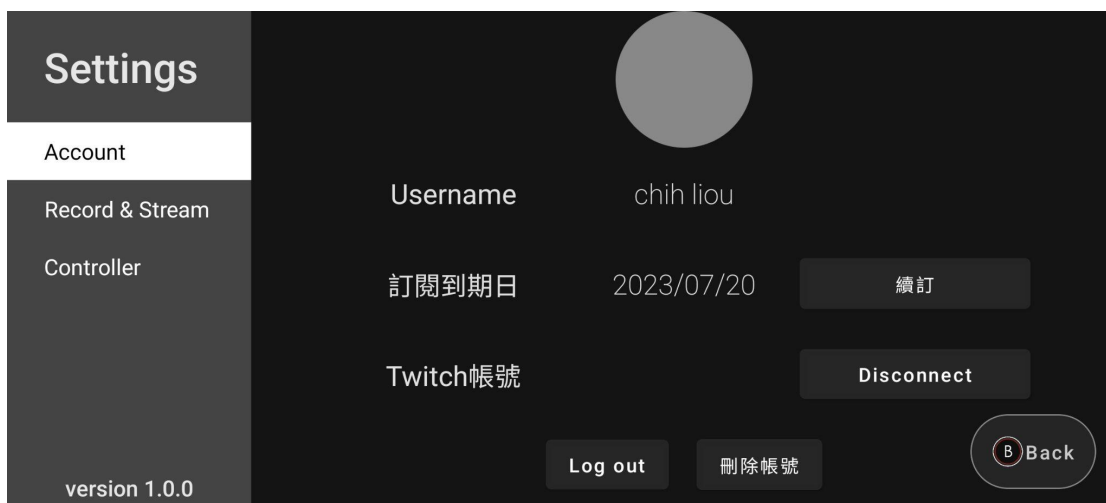 Settings
Account
Record & Stream
Controller
version 1.0.0
Username chih liou
訂閱到期日 2023/07/20 續訂
Twitch帳號 Disconnect
Log out 刪除帳號
B Back